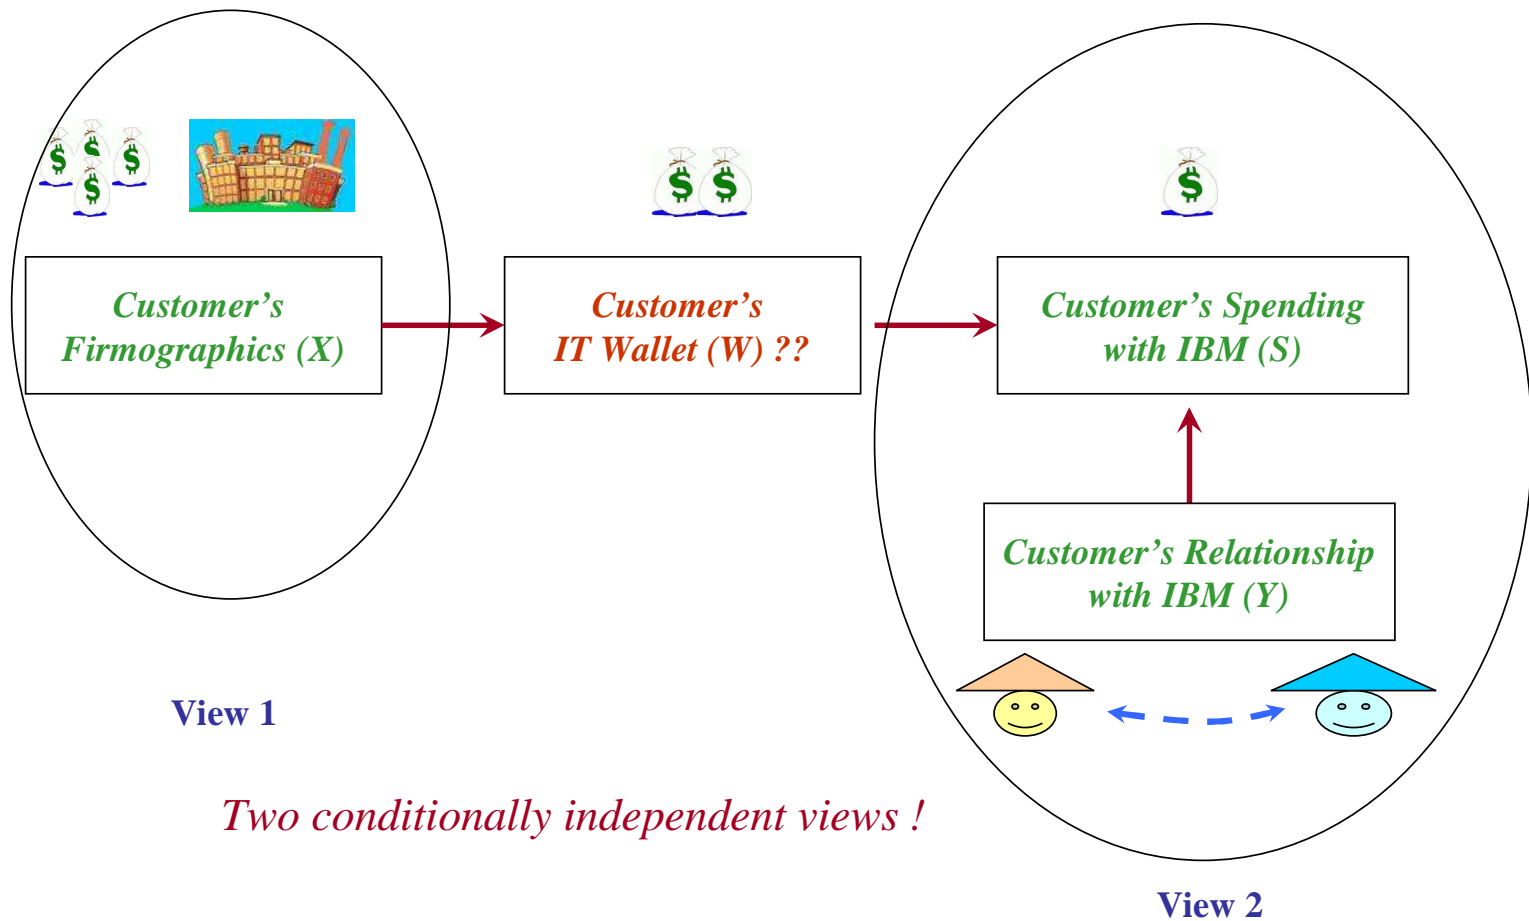 $ $ $ $
$ $
$
Customer's
Firmographics (X)
Customer's
IT Wallet (W) ??
Customer's Spending
with IBM (S)
Customer's Relationship
with IBM (Y)
View 1
Two conditionally independent views !
View 2